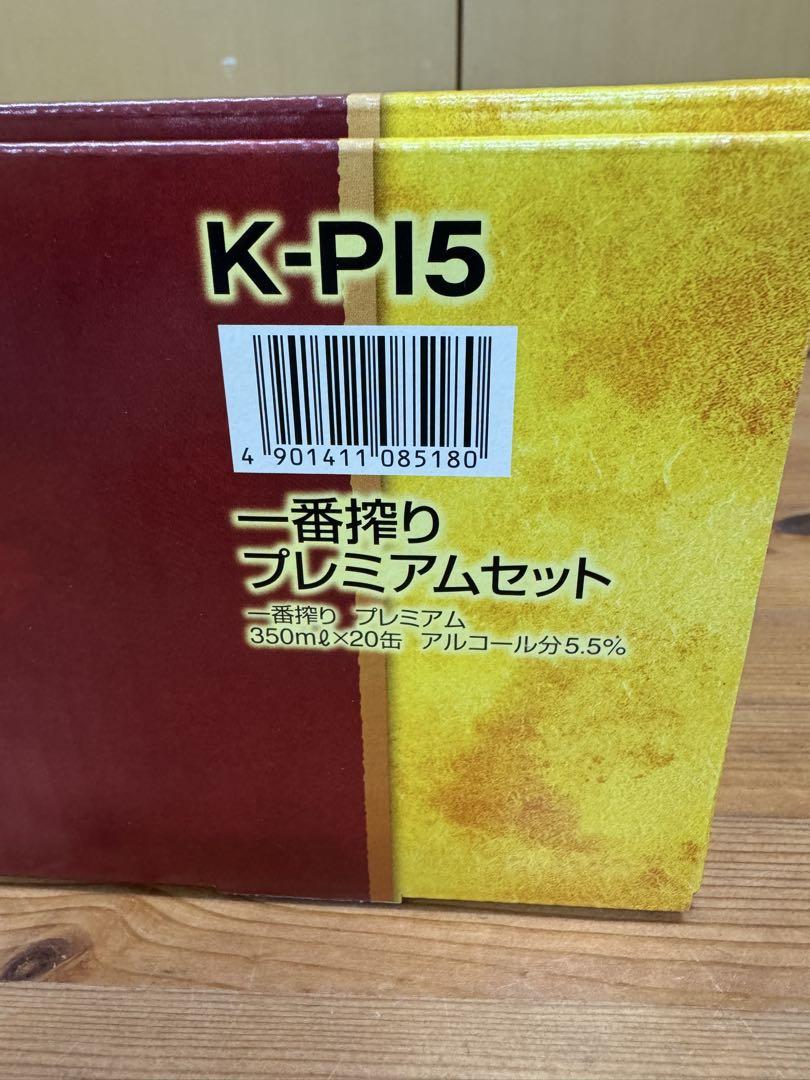 K-PI5
4 901411 085180
一番搾り
プレミアムセット
一番搾り プレミアム
350mℓ×20缶 アルコール分5.5%